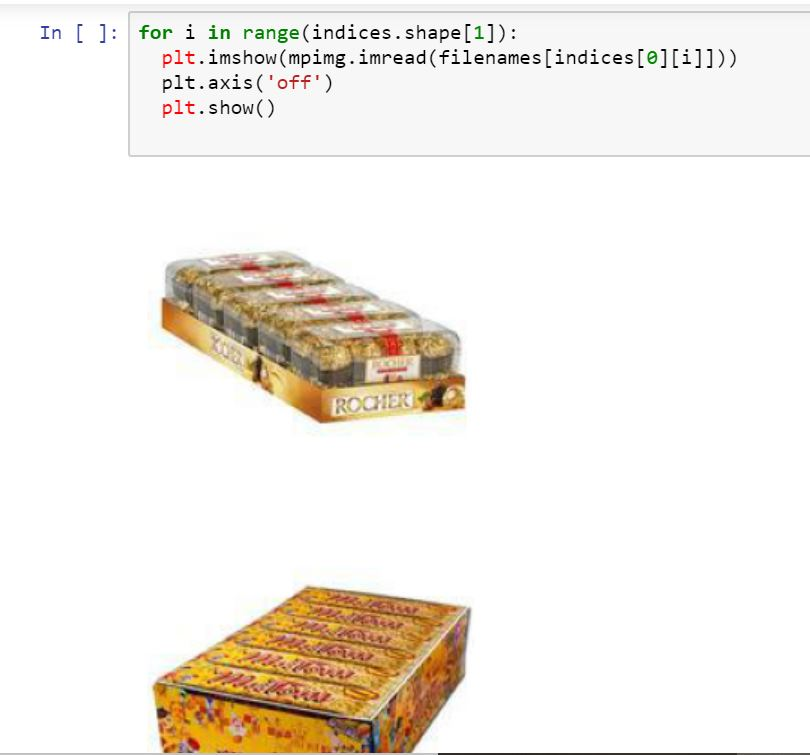 In [ ]:
for i in range(indices.shape[1]):
  plt.imshow(mpimg.imread(filenames[indices[0][i]]))
  plt.axis('off')
  plt.show()
ROCHER
ROCHER